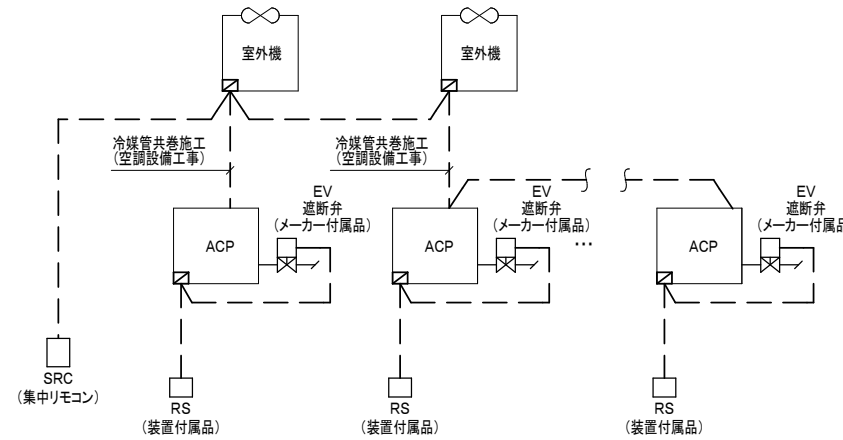 室外機
室外機
冷媒管共巻施工
(空調設備工事)
冷媒管共巻施工
(空調設備工事)
EV
遮断弁
(メーカー付属品)
EV
遮断弁
(メーカー付属品)
EV
遮断弁
(メーカー付属品
ACP
ACP
…
ACP
SRC
(集中リモコン)
RS
(装置付属品)
RS
(装置付属品)
RS
(装置付属品)